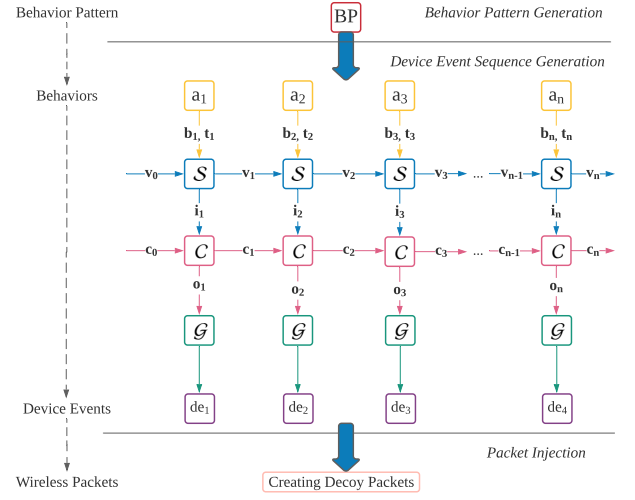 Behavior Pattern
BP
Behavior Pattern Generation
Device Event Sequence Generation
Behaviors
a1 a2 a3 an
b1, t1 b2, t2 b3, t3 bn, tn
v0 S v1 S v2 S v3 ... vn-1 S vn
i1 i2 i3 in
c0 C c1 C c2 C c3 ... cn-1 C cn
o1 o2 o3 on
G G G G
Device Events
de1 de2 de3 de4
Packet Injection
Wireless Packets
Creating Decoy Packets